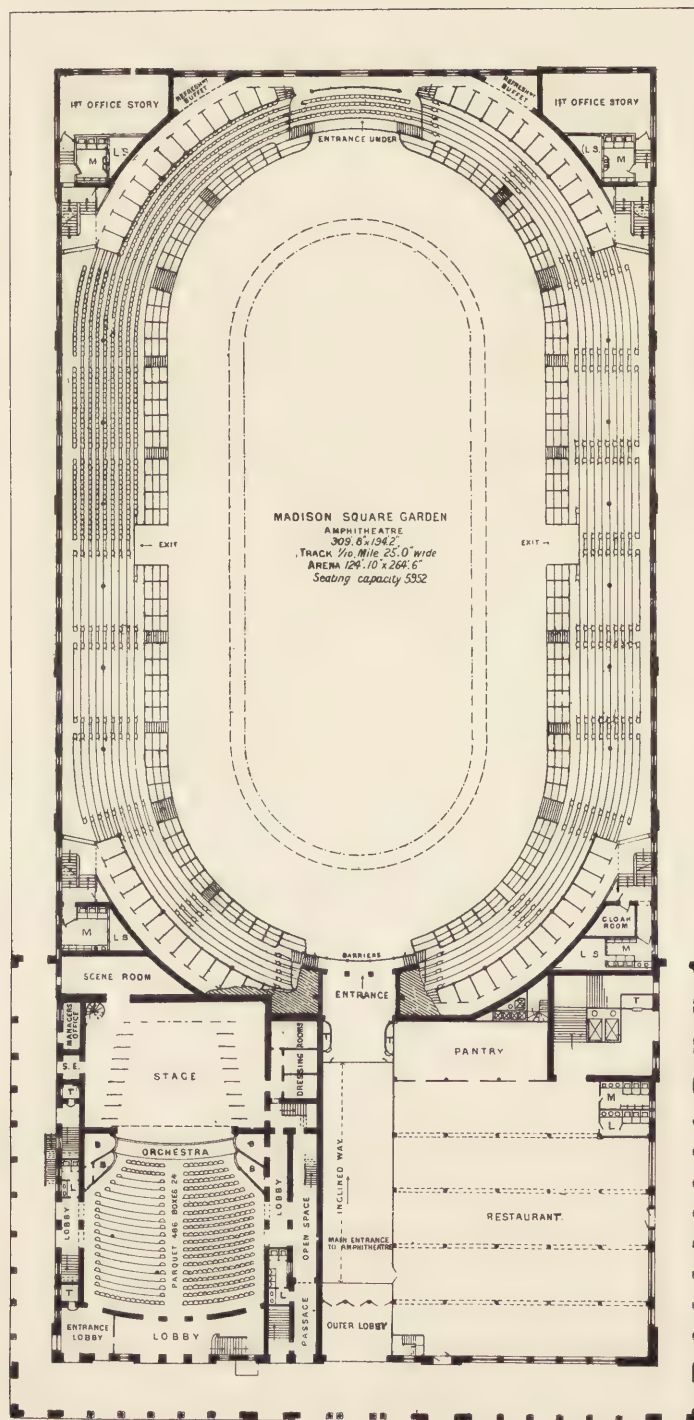 REFRESHMT
BUFFET
REFRESHMT
BUFFET
1ST OFFICE STORY
1ST OFFICE STORY
M
L S.
L S.
M
ENTRANCE UNDER
MADISON SQUARE GARDEN
AMPHITHEATRE
309'.8"x194'.2"
TRACK 1/10 Mile 25'.0" wide
ARENA 124'.10"x264'.6"
Seating capacity 5952
← EXIT
EXIT →
M
L S
CLOAK
ROOM
M
L S
BARRIERS
ENTRANCE
SCENE ROOM
MANAGERS
OFFICE
S. E.
T
STAGE
DRESSING ROOMS
T
PANTRY
T
M
L
B
B
B
B
ORCHESTRA
PARQUET 486 BOXES 24
L
LOBBY
T
LOBBY
OPEN SPACE
INCLINED WAY
RESTAURANT.
MAIN ENTRANCE
TO AMPHITHEATRE
L
PASSAGE
OUTER LOBBY
ENTRANCE
LOBBY
LOBBY